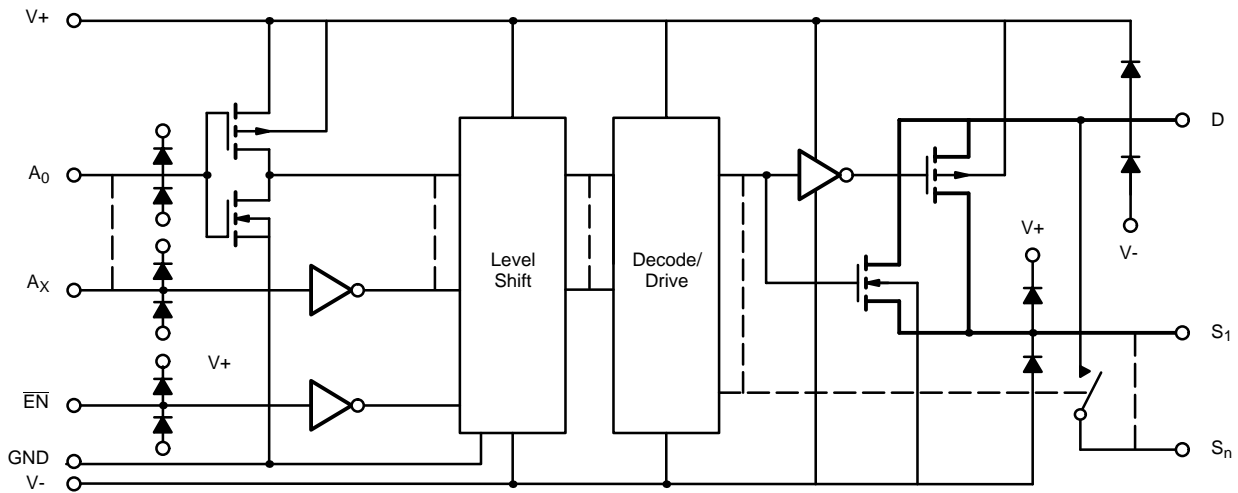 V+
D
A0
V+
Level
Shift
Decode/
Drive
V-
AX
S1
V+
EN
GND
Sn
V-